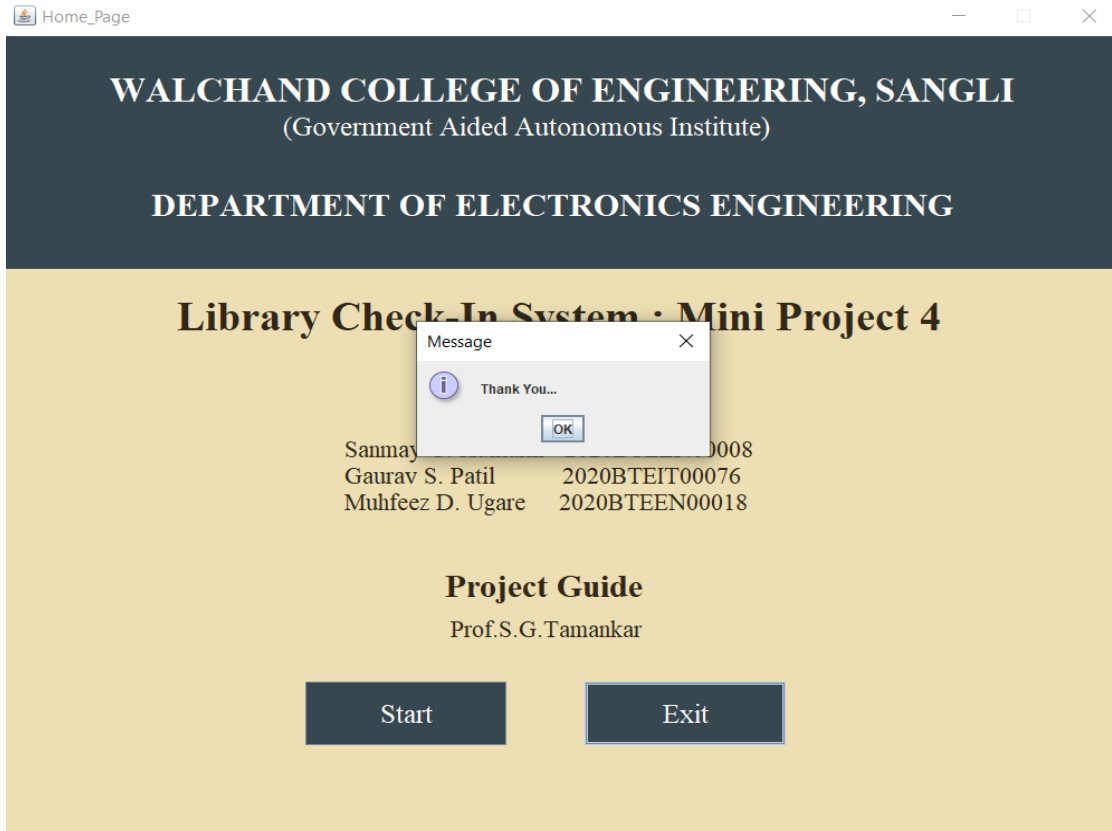 Home_Page
WALCHAND COLLEGE OF ENGINEERING, SANGLI
(Government Aided Autonomous Institute)
DEPARTMENT OF ELECTRONICS ENGINEERING
Library Check-In System : Mini Project 4
Message
Thank You...
OK
Sanmay
Gaurav S. Patil 2020BTEIT00076
Muhfeez D. Ugare 2020BTEEN00018
Project Guide
Prof.S.G.Tamankar
Start Exit